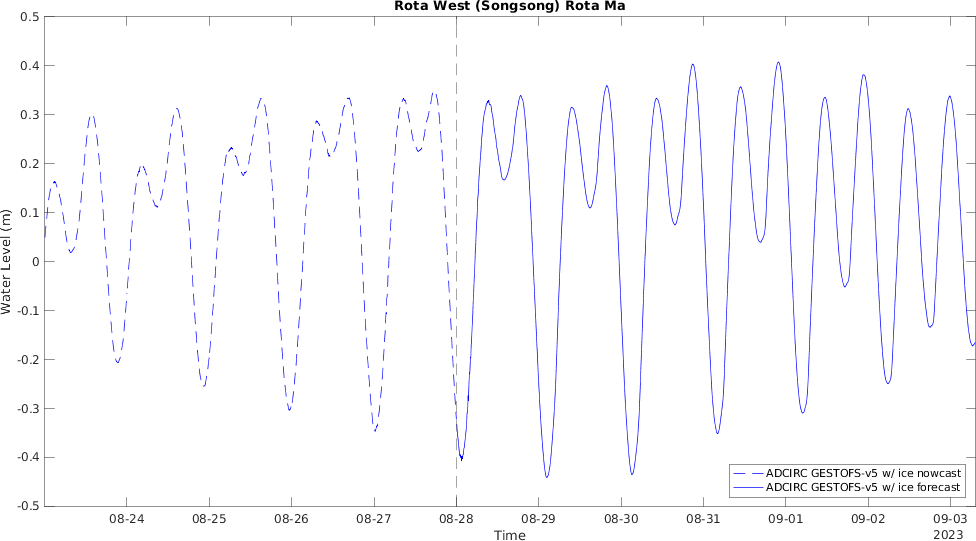 Rota West (Songsong) Rota Ma
Water Level (m)
0.5
0.4
0.3
0.2
0.1
0
-0.1
-0.2
-0.3
-0.4
-0.5
ADCIRC GESTOFS-v5 w/ ice nowcast
ADCIRC GESTOFS-v5 w/ ice forecast
08-24 08-25 08-26 08-27 08-28 08-29 08-30 08-31 09-01 09-02 09-03
Time
2023